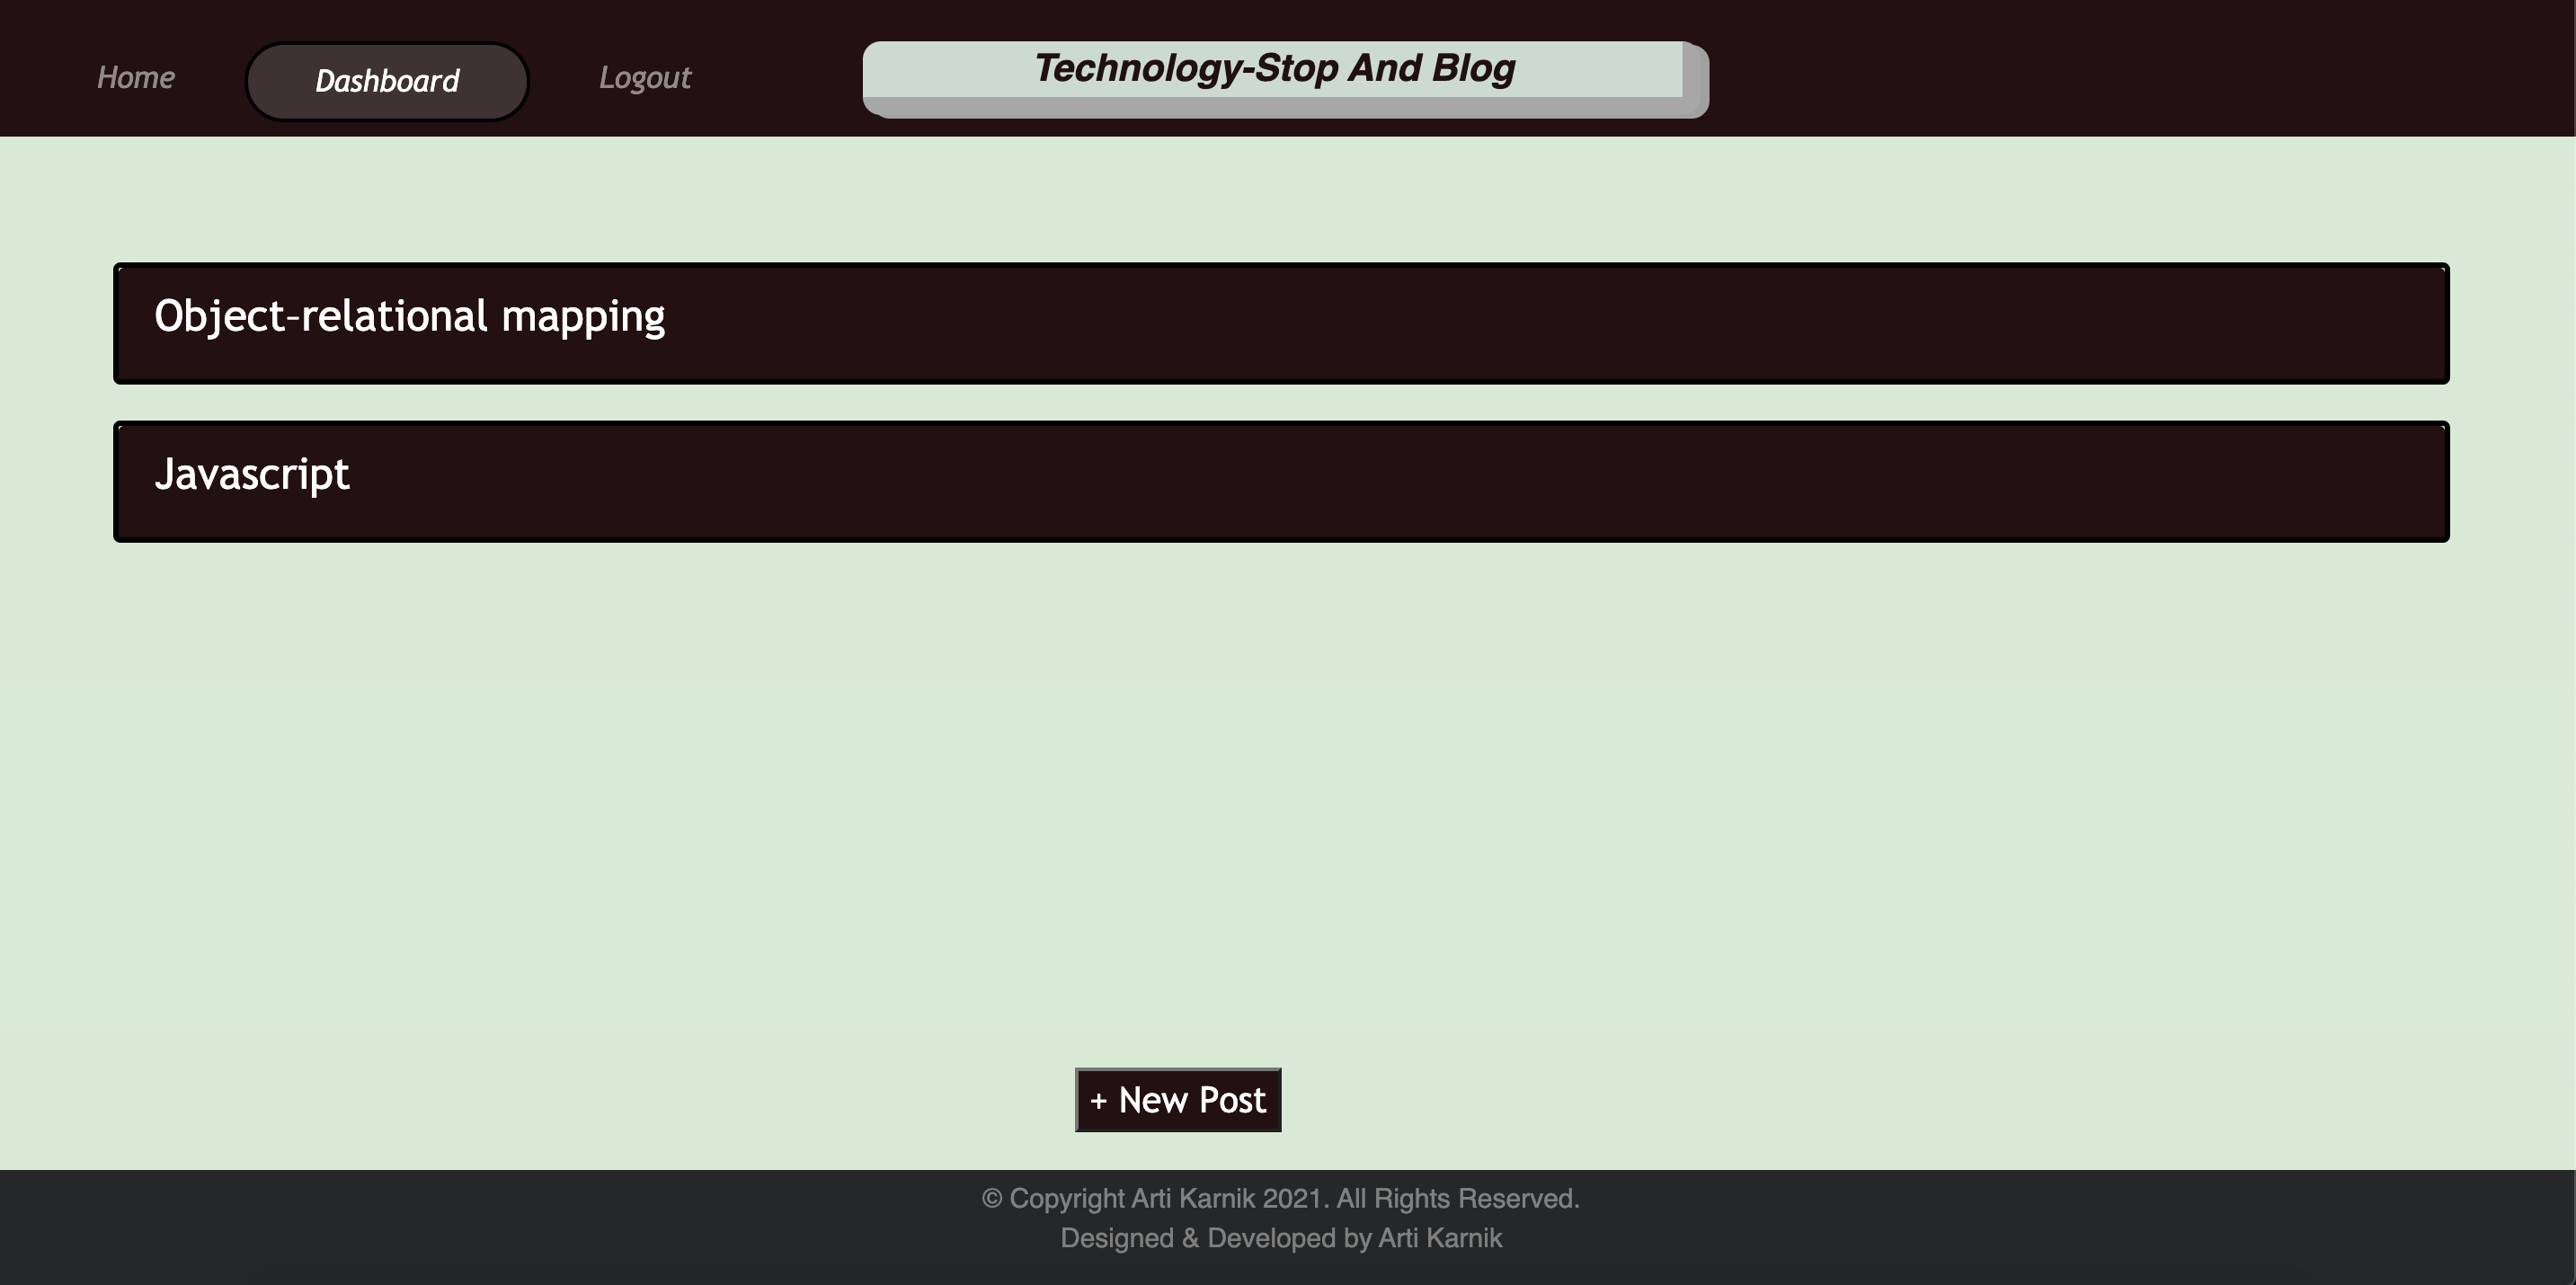 Home Dashboard Logout Technology-Stop And Blog
Object-relational mapping
Javascript
+ New Post
© Copyright Arti Karnik 2021. All Rights Reserved.
Designed & Developed by Arti Karnik